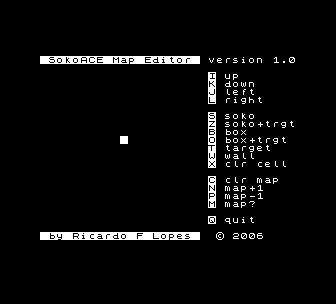 SokoACE Map Editor version 1.0
I up
K down
J left
L right
S soko
Z soko+trgt
B box
O box+trgt
T target
W wall
X clr cell
C clr map
N map+1
P map-1
M map?
Q quit
by Ricardo F Lopes © 2006